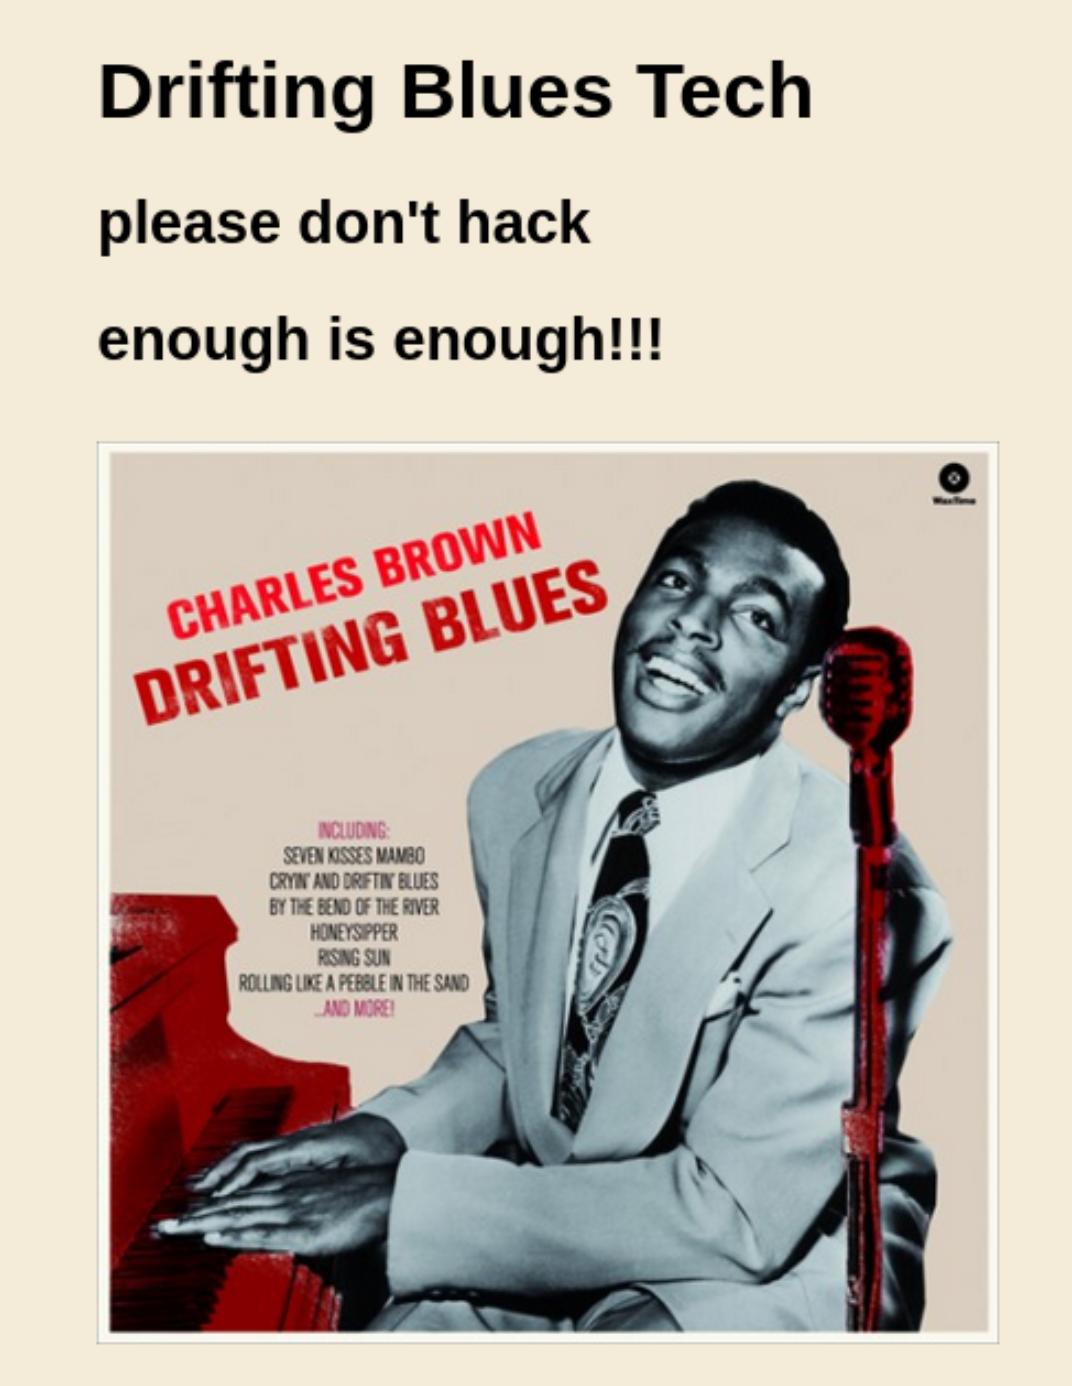 Drifting Blues Tech
please don't hack
enough is enough!!!
WaxTime
CHARLES BROWN
DRIFTING BLUES
INCLUDING:
SEVEN KISSES MAMBO
CRYIN' AND DRIFTIN' BLUES
BY THE BEND OF THE RIVER
HONEYSIPPER
RISING SUN
ROLLING LIKE A PEBBLE IN THE SAND
...AND MORE!